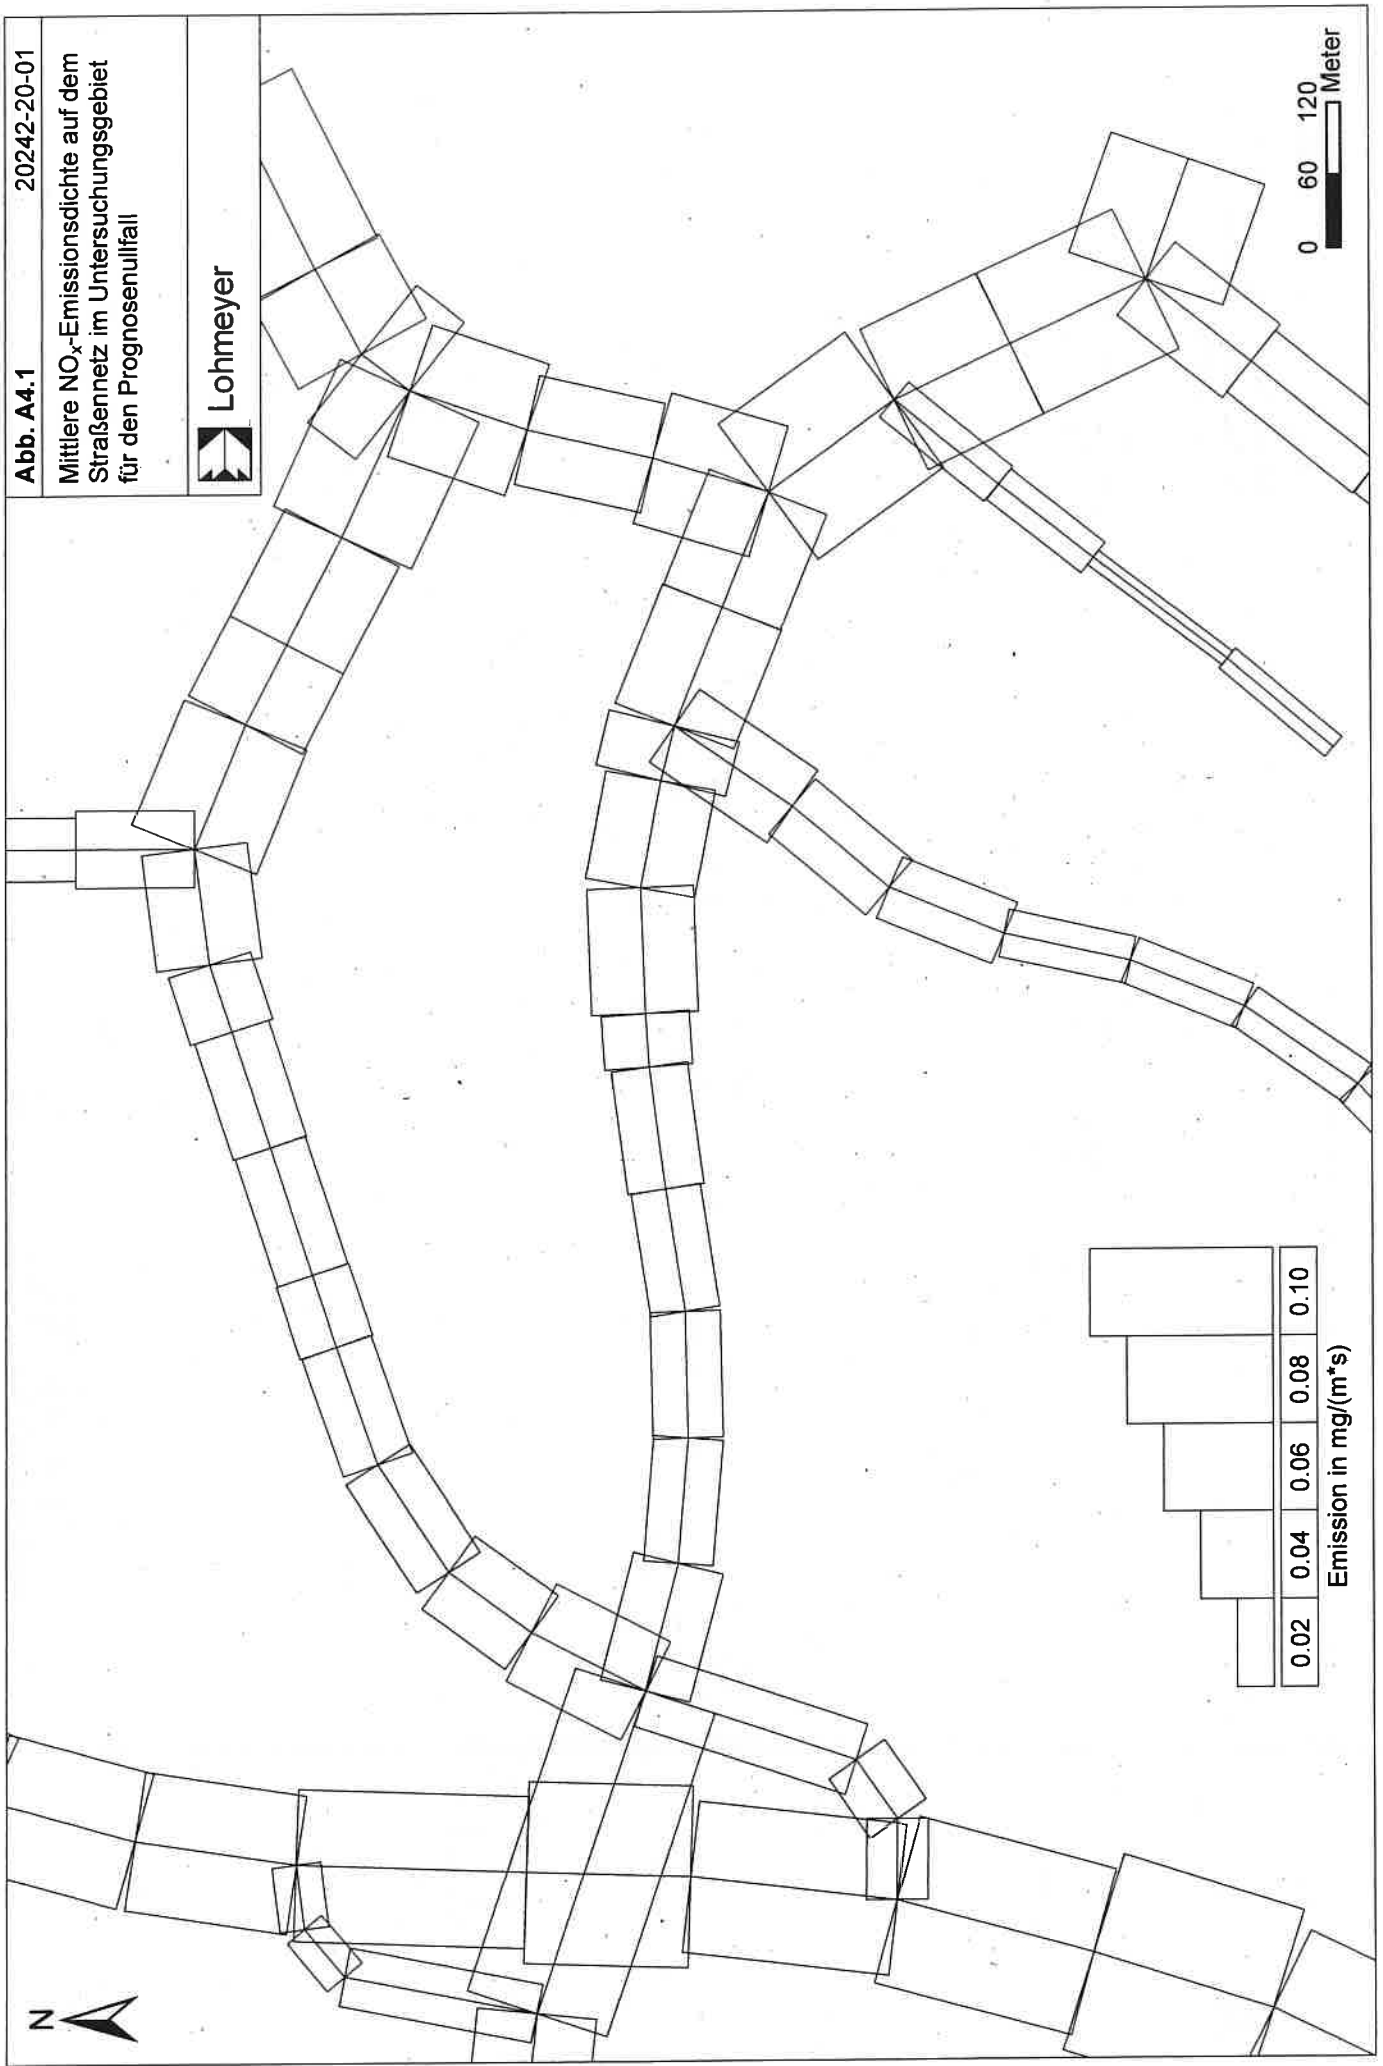 Abb. A4.1 20242-20-01
Mittlere NOx-Emissionsdichte auf dem
Straßennetz im Untersuchungsgebiet
für den Prognosenullfall
Lohmeyer
N
0 60 120
Meter
0.02 0.04 0.06 0.08 0.10
Emission in mg/(m*s)